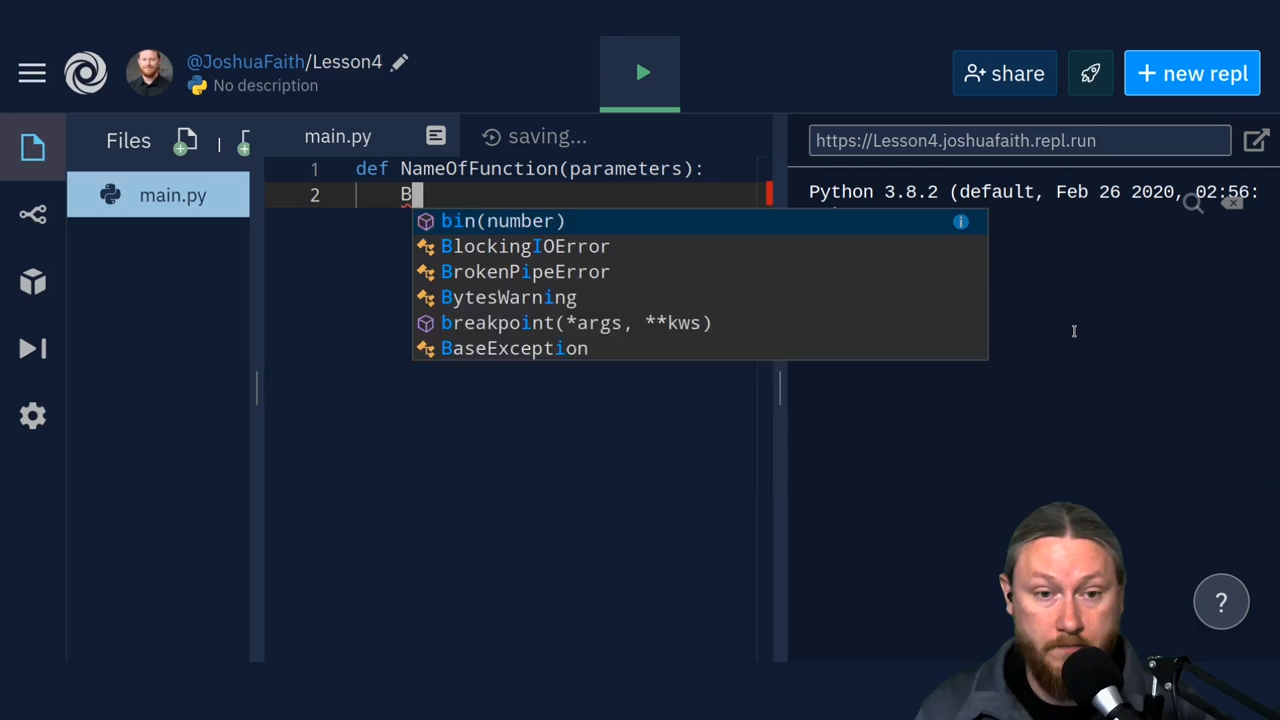 @JoshuaFaith/Lesson4
No description
share
+ new repl
Files
main.py
saving...
https://Lesson4.joshuafaith.repl.run
main.py
1 def NameOfFunction(parameters):
2 B
bin(number)
BlockingIOError
BrokenPipeError
BytesWarning
breakpoint(*args, **kws)
BaseException
Python 3.8.2 (default, Feb 26 2020, 02:56:
?